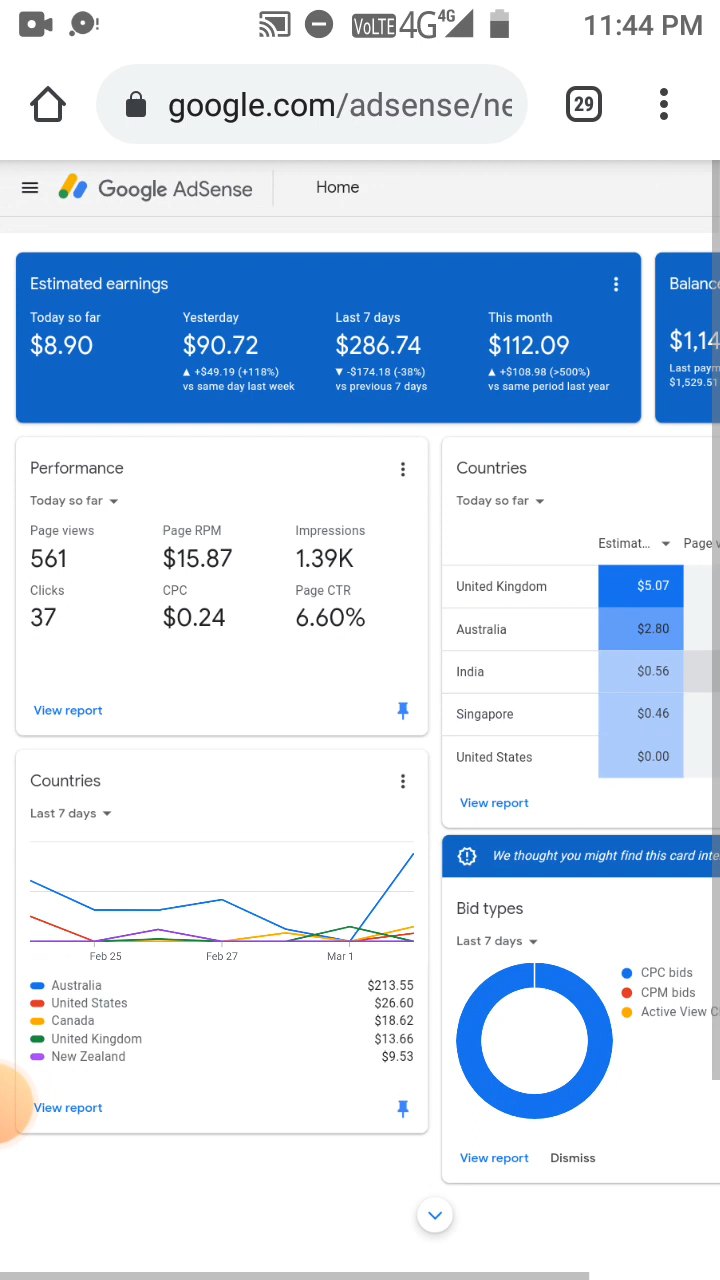 VoLTE 4G 4G 11:44 PM
google.com/adsense/ne
29
Google AdSense Home
Estimated earnings
Today so far Yesterday Last 7 days This month
$8.90 $90.72 $286.74 $112.09
+$49.19 (+118%) -$174.18 (-38%) +$108.98 (>500%)
vs same day last week vs previous 7 days vs same period last year
Balanc
$1,14
Last paym
$1,529.51
Performance
Today so far
Page views Page RPM Impressions
561 $15.87 1.39K
Clicks CPC Page CTR
37 $0.24 6.60%
View report
Countries
Today so far
Estimat... Page v
United Kingdom $5.07
Australia $2.80
India $0.56
Singapore $0.46
United States $0.00
View report
Countries
Last 7 days
Feb 25 Feb 27 Mar 1
Australia $213.55
United States $26.60
Canada $18.62
United Kingdom $13.66
New Zealand $9.53
View report
We thought you might find this card inte
Bid types
Last 7 days
CPC bids
CPM bids
Active View C
View report Dismiss